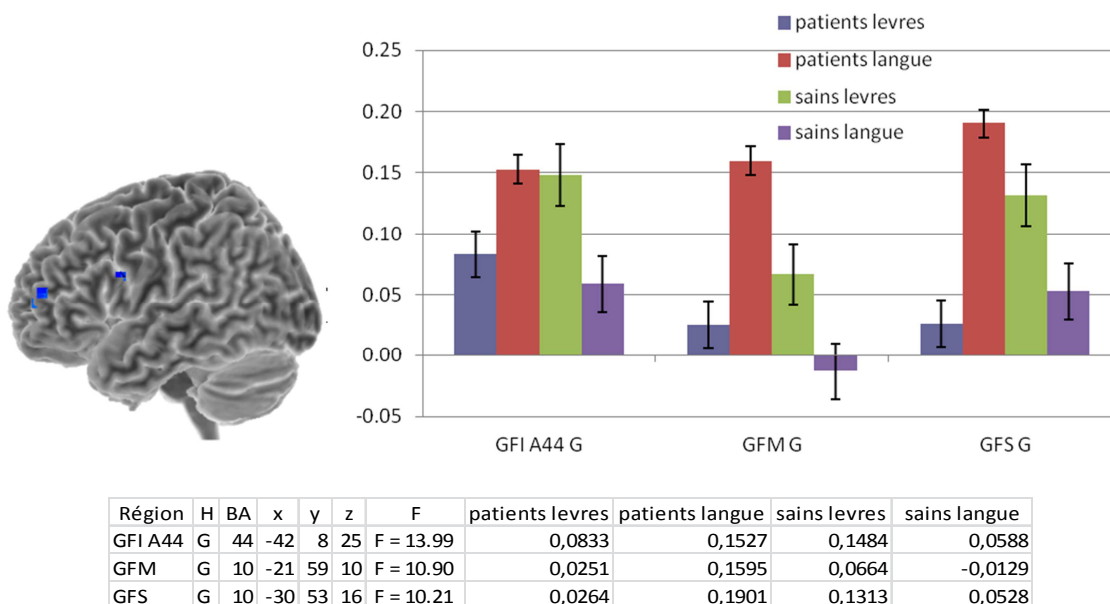 patients levres
patients langue
sains levres
sains langue
0.25
0.20
0.15
0.10
0.05
0.00
-0.05
GFI A44 G GFM G GFS G
Région H BA x y z F patients levres patients langue sains levres sains langue
GFI A44 G 44 -42 8 25 F = 13.99 0,0833 0,1527 0,1484 0,0588
GFM G 10 -21 59 10 F = 10.90 0,0251 0,1595 0,0664 -0,0129
GFS G 10 -30 53 16 F = 10.21 0,0264 0,1901 0,1313 0,0528